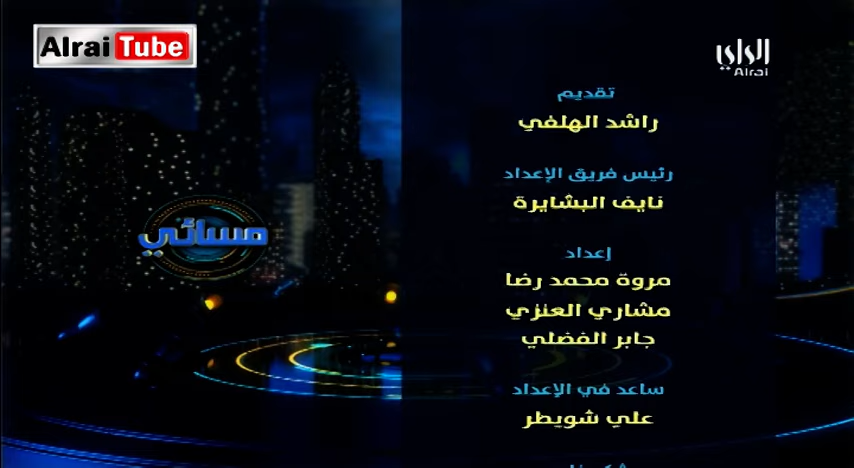 Alrai Tube
الراي
Alrai
تقديم
راشد الهلفي
رئيس فريق الإعداد
نايف البشايرة
مسائي
إعداد
مروة محمد رضا
مشاري العنزي
جابر الفضلي
ساعد في الإعداد
علي شويطر